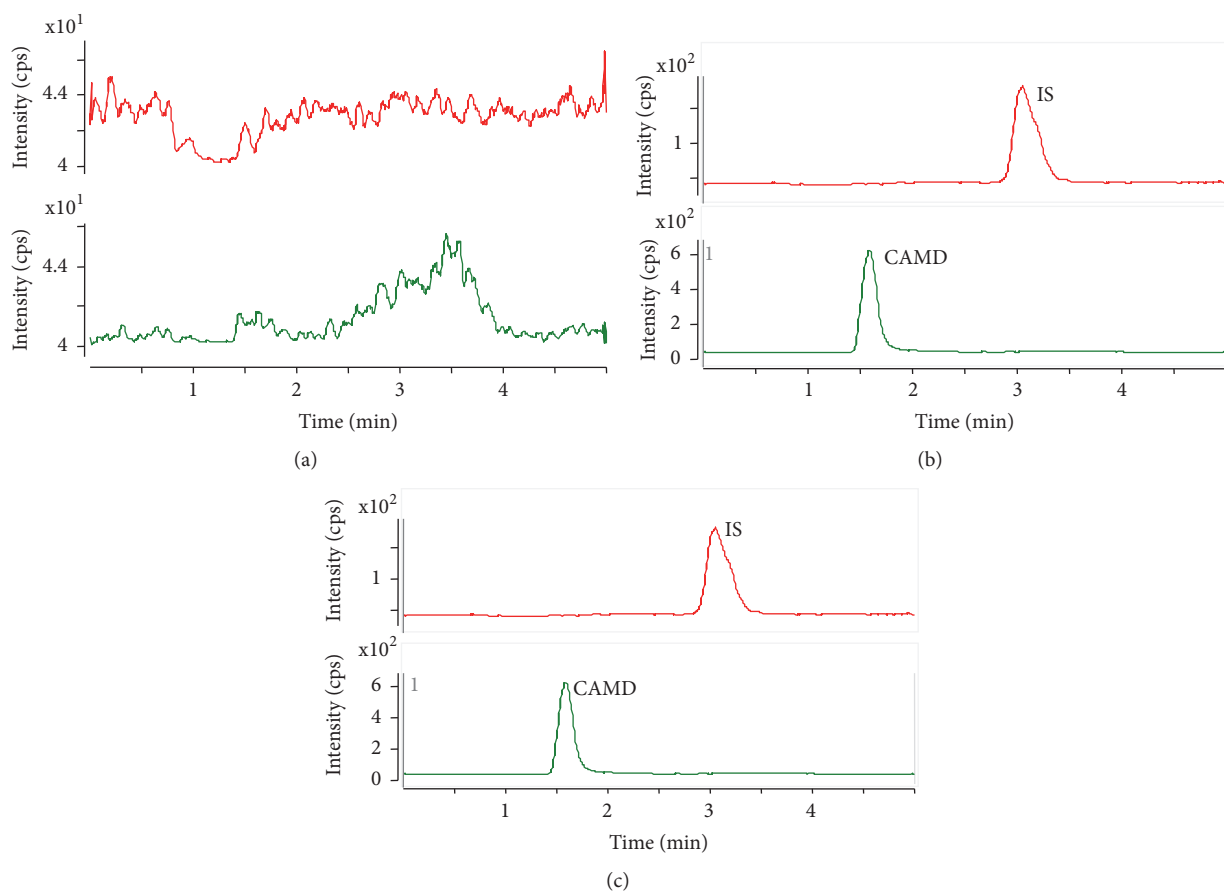 x10¹
Intensity (cps)
4.4
4
x10¹
Intensity (cps)
4.4
4
1 2 3 4
Time (min)
(a)
x10²
Intensity (cps)
1
IS
x10²
Intensity (cps)
6
4
2
0
1
CAMD
1 2 3 4
Time (min)
(b)
x10²
Intensity (cps)
1
IS
x10²
Intensity (cps)
6
4
2
0
1
CAMD
1 2 3 4
Time (min)
(c)